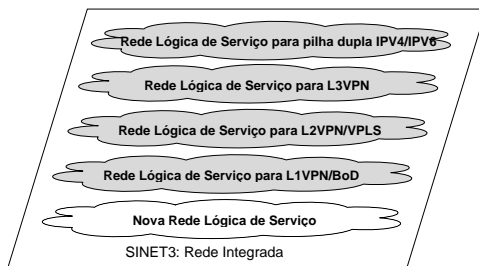 Rede Lógica de Serviço para pilha dupla IPV4/IPV6
Rede Lógica de Serviço para L3VPN
Rede Lógica de Serviço para L2VPN/VPLS
Rede Lógica de Serviço para L1VPN/BoD
Nova Rede Lógica de Serviço
SINET3: Rede Integrada